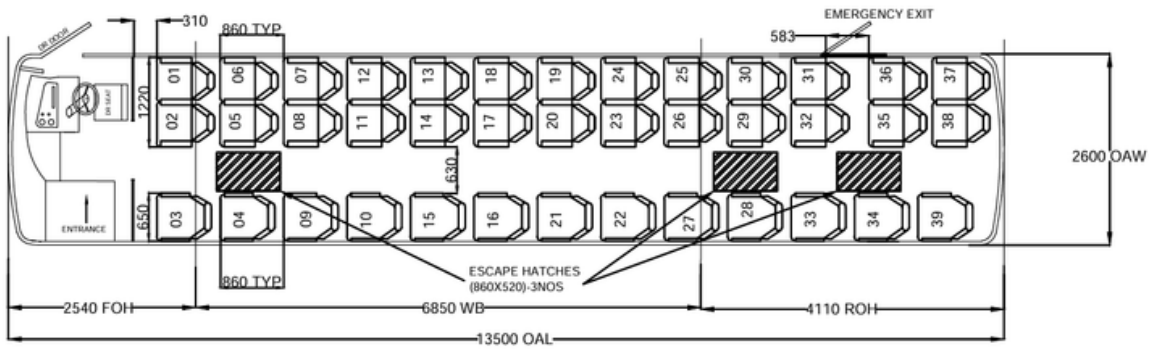 EMERGENCY EXIT
310
860 TYP
583
DR DOOR
01 06 07 12 13 18 19 24 25 30 31 36 37
DR SEAT
1220
02 05 08 11 14 17 20 23 26 29 32 35 38
630
2600 OAW
650
03 04 09 10 15 16 21 22 27 28 33 34 39
ENTRANCE
860 TYP
ESCAPE HATCHES
(860X520)-3NOS
2540 FOH
6850 WB
4110 ROH
13500 OAL